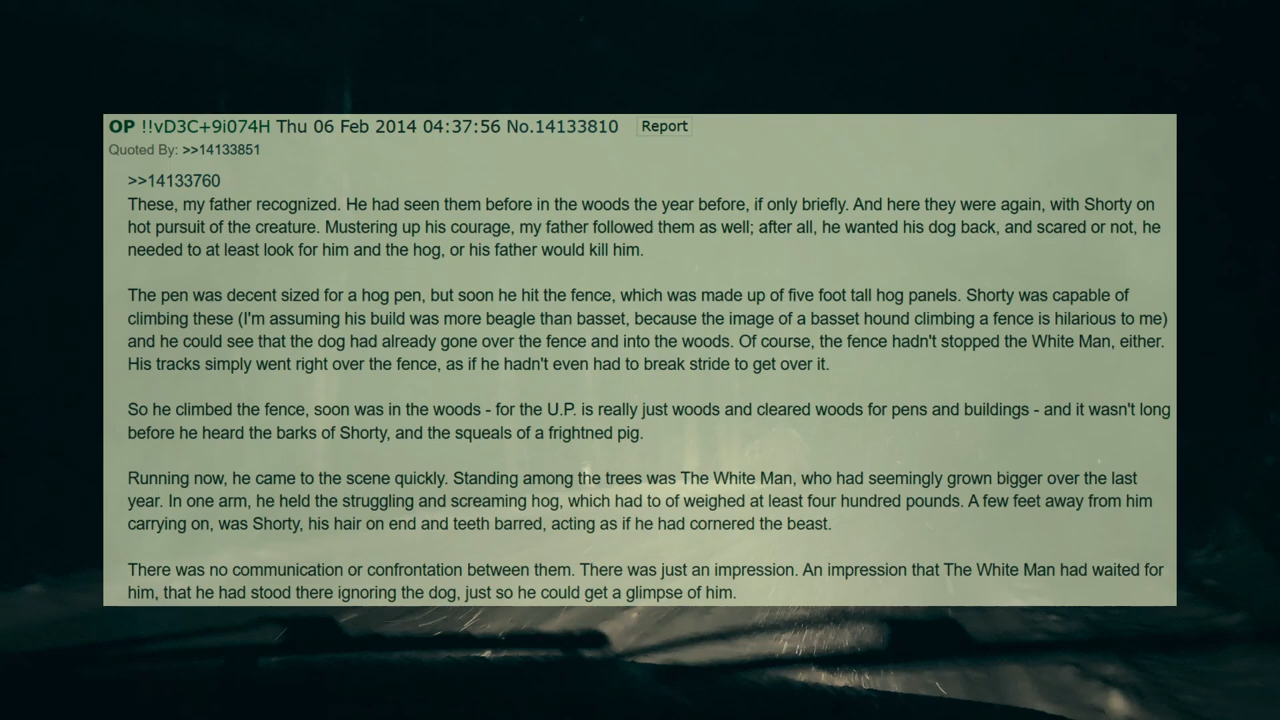 OP !!vD3C+9i074H Thu 06 Feb 2014 04:37:56 No.14133810 Report
Quoted By: >>14133851
>>14133760
These, my father recognized. He had seen them before in the woods the year before, if only briefly. And here they were again, with Shorty on
hot pursuit of the creature. Mustering up his courage, my father followed them as well; after all, he wanted his dog back, and scared or not, he
needed to at least look for him and the hog, or his father would kill him.
The pen was decent sized for a hog pen, but soon he hit the fence, which was made up of five foot tall hog panels. Shorty was capable of
climbing these (I'm assuming his build was more beagle than basset, because the image of a basset hound climbing a fence is hilarious to me)
and he could see that the dog had already gone over the fence and into the woods. Of course, the fence hadn't stopped the White Man, either.
His tracks simply went right over the fence, as if he hadn't even had to break stride to get over it.
So he climbed the fence, soon was in the woods - for the U.P. is really just woods and cleared woods for pens and buildings - and it wasn't long
before he heard the barks of Shorty, and the squeals of a frightned pig.
Running now, he came to the scene quickly. Standing among the trees was The White Man, who had seemingly grown bigger over the last
year. In one arm, he held the struggling and screaming hog, which had to of weighed at least four hundred pounds. A few feet away from him
carrying on, was Shorty, his hair on end and teeth barred, acting as if he had cornered the beast.
There was no communication or confrontation between them. There was just an impression. An impression that The White Man had waited for
him, that he had stood there ignoring the dog, just so he could get a glimpse of him.